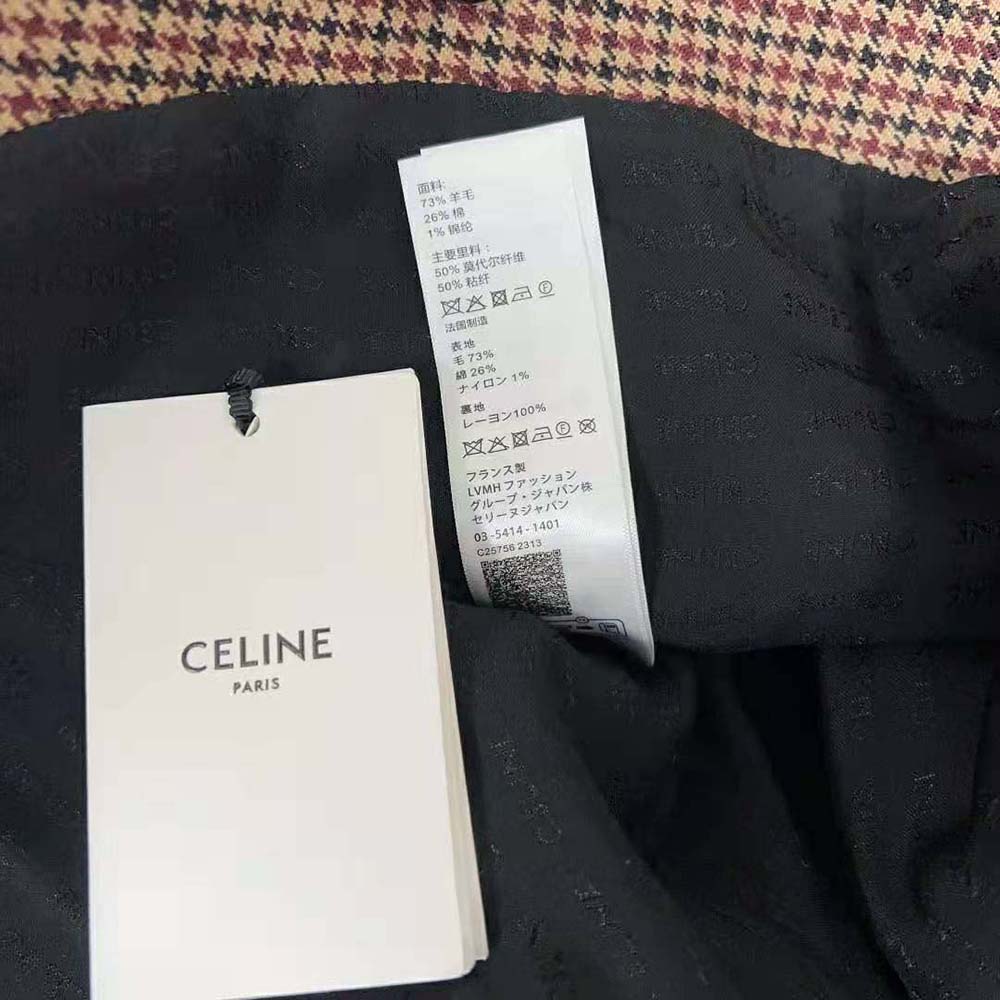 面料:
73% 羊毛
26% 棉
1% 锦纶
主要里料:
50% 莫代尔纤维
50% 粘纤
F
法国制造
表地
毛 73%
綿 26%
ナイロン 1%
裏地
レーヨン100%
F
フランス製
LVMH ファッション
グループ・ジャパン株
セリーヌジャパン
03-5414-1401
C25756 2313
CELINE
PARIS